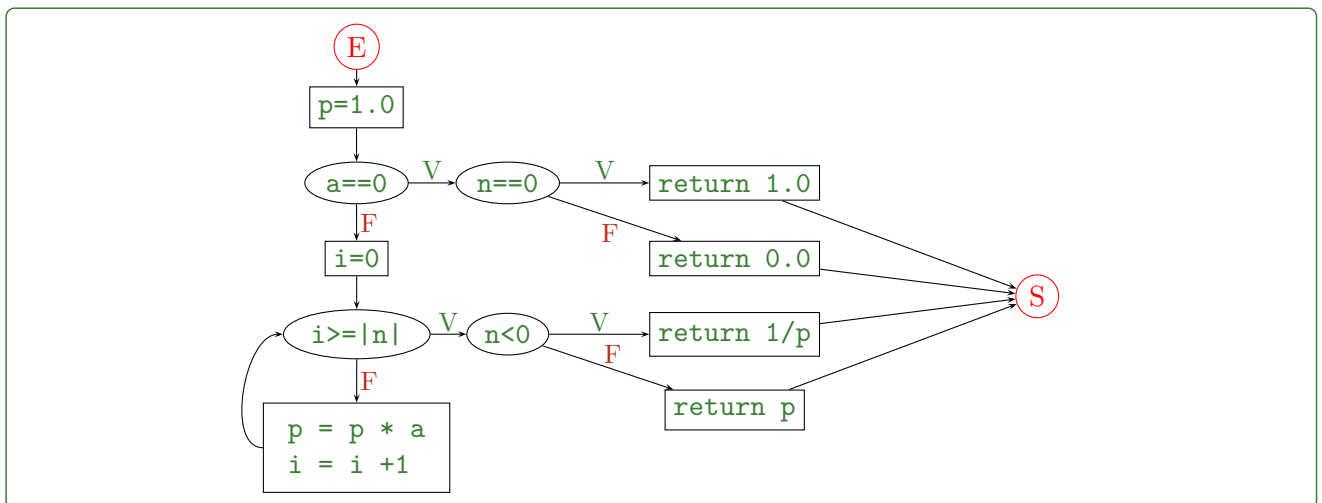 E
p=1.0
a==0 V n==0 V return 1.0
F F
i=0 return 0.0
S
i>=|n| V n<0 V return 1/p
F F
return p
p = p * a
i = i +1